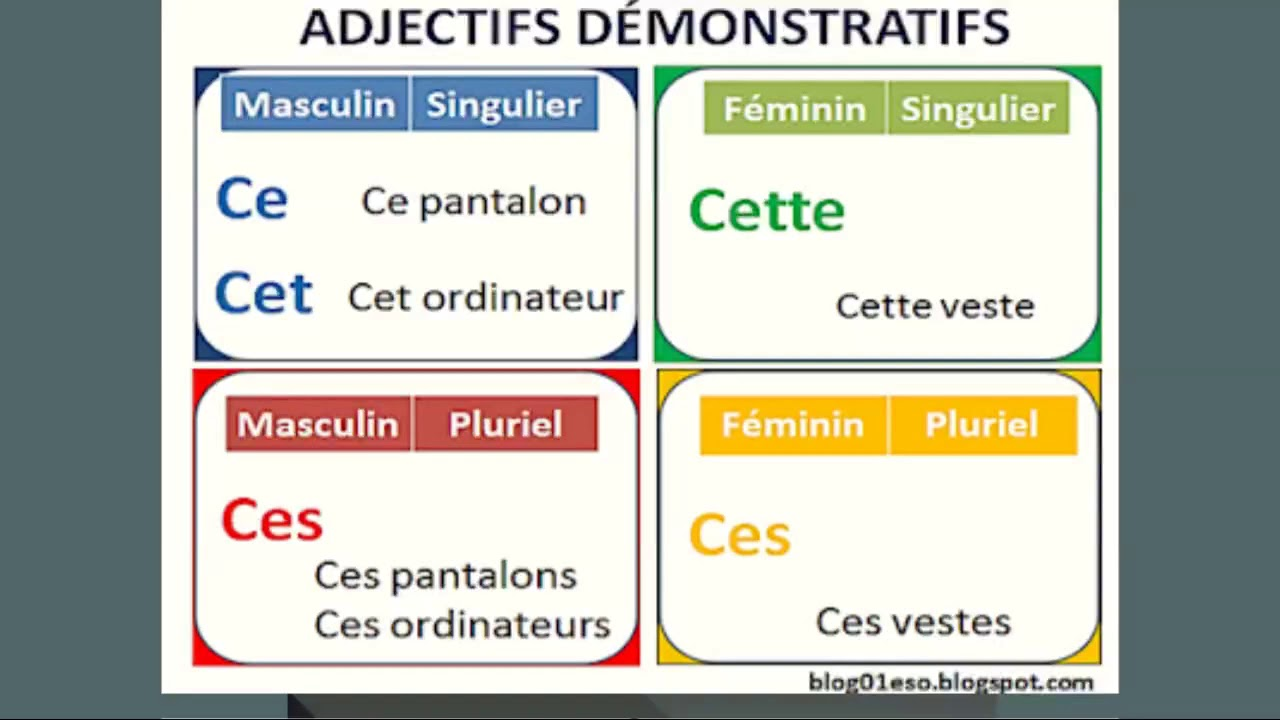 ADJECTIFS DÉMONSTRATIFS
Masculin Singulier
Ce Ce pantalon
Cet Cet ordinateur
Féminin Singulier
Cette
Cette veste
Masculin Pluriel
Ces
Ces pantalons
Ces ordinateurs
Féminin Pluriel
Ces
Ces vestes
blog01eso.blogspot.com